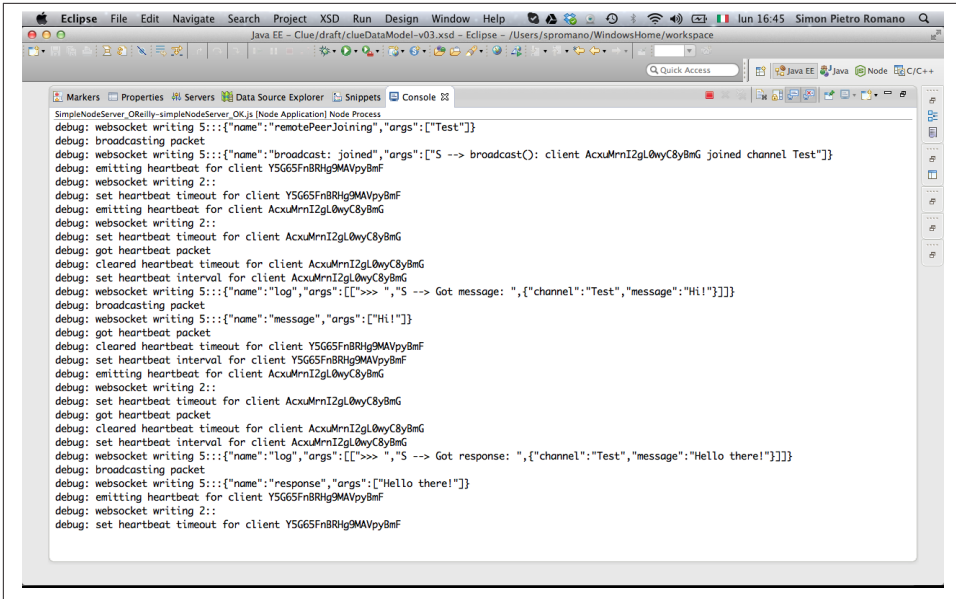 Eclipse File Edit Navigate Search Project XSD Run Design Window Help lun 16:45 Simon Pietro Romano
Java EE – Clue/draft/clueDataModel-v03.xsd – Eclipse – /Users/spromano/WindowsHome/workspace
Quick Access Java EE Java Node C/C++
Markers Properties Servers Data Source Explorer Snippets Console
SimpleNodeServer_OReilly-simpleNodeServer_OK.js [Node Application] Node Process
debug: websocket writing 5:::{"name":"remotePeerJoining","args":["Test"]}
debug: broadcasting packet
debug: websocket writing 5:::{"name":"broadcast: joined","args":["S --> broadcast(): client AcxuMrnI2gL0wyC8yBmG joined channel Test"]}
debug: emitting heartbeat for client Y5G65FnBRHg9MAVpyBmF
debug: websocket writing 2::
debug: set heartbeat timeout for client Y5G65FnBRHg9MAVpyBmF
debug: emitting heartbeat for client AcxuMrnI2gL0wyC8yBmG
debug: websocket writing 2::
debug: set heartbeat timeout for client AcxuMrnI2gL0wyC8yBmG
debug: got heartbeat packet
debug: cleared heartbeat timeout for client AcxuMrnI2gL0wyC8yBmG
debug: set heartbeat interval for client AcxuMrnI2gL0wyC8yBmG
debug: websocket writing 5:::{"name":"log","args":[[">>> ","S --> Got message: ",{"channel":"Test","message":"Hi!"}]]}
debug: broadcasting packet
debug: websocket writing 5:::{"name":"message","args":["Hi!"]}
debug: got heartbeat packet
debug: cleared heartbeat timeout for client Y5G65FnBRHg9MAVpyBmF
debug: set heartbeat interval for client Y5G65FnBRHg9MAVpyBmF
debug: emitting heartbeat for client AcxuMrnI2gL0wyC8yBmG
debug: websocket writing 2::
debug: set heartbeat timeout for client AcxuMrnI2gL0wyC8yBmG
debug: got heartbeat packet
debug: cleared heartbeat timeout for client AcxuMrnI2gL0wyC8yBmG
debug: set heartbeat interval for client AcxuMrnI2gL0wyC8yBmG
debug: websocket writing 5:::{"name":"log","args":[[">>> ","S --> Got response: ",{"channel":"Test","message":"Hello there!"}]]}
debug: broadcasting packet
debug: websocket writing 5:::{"name":"response","args":["Hello there!"]}
debug: emitting heartbeat for client Y5G65FnBRHg9MAVpyBmF
debug: websocket writing 2::
debug: set heartbeat timeout for client Y5G65FnBRHg9MAVpyBmF